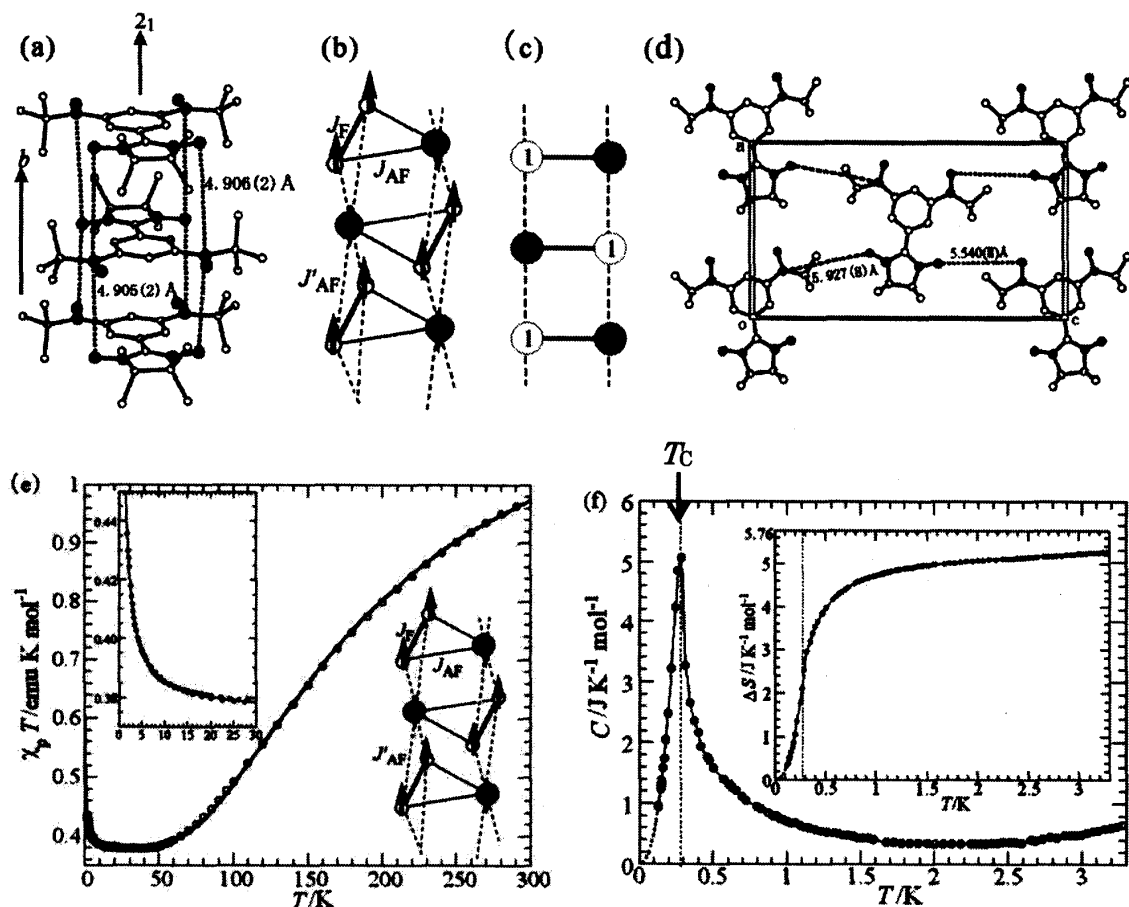 (a)
2₁
b
4.906(2) Å
4.906(2) Å
(b)
J_F
J_AF
J'_AF
(c)
1
1
1
(d)
5.927(8)Å
5.540(8)Å
O
C
(e)
χ_p T/emu K mol⁻¹
1
0.9
0.8
0.7
0.6
0.5
0.4
0 50 100 150 200 250 300
T/K
0.44
0.42
0.40
0.38
0 5 10 15 20 25 30
J_F
J_AF
J'_AF
(f)
T_C
C/J K⁻¹ mol⁻¹
6
5
4
3
2
1
0
0 0.5 1 1.5 2 2.5 3
T/K
ΔS/J K⁻¹ mol⁻¹
5.76
5
4
3
2
1
0
0 0.5 1 1.5 2 2.5 3
T/K